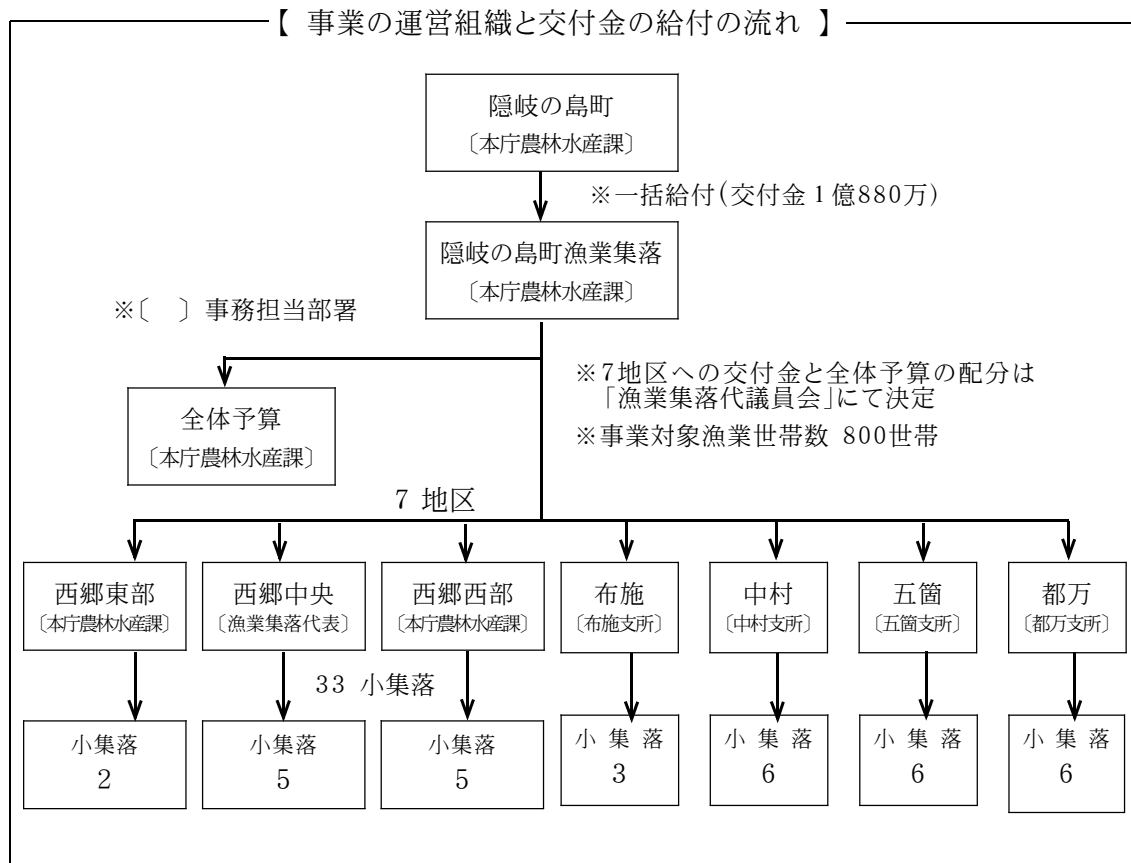 【 事業の運営組織と交付金の給付の流れ 】
隠岐の島町
〔本庁農林水産課〕
※一括給付(交付金1億880万)
隠岐の島町漁業集落
〔本庁農林水産課〕
※〔　〕事務担当部署
※7地区への交付金と全体予算の配分は
「漁業集落代議員会」にて決定
※事業対象漁業世帯数 800世帯
全体予算
〔本庁農林水産課〕
7 地区
西郷東部
〔本庁農林水産課〕
西郷中央
〔漁業集落代表〕
西郷西部
〔本庁農林水産課〕
布施
〔布施支所〕
中村
〔中村支所〕
五箇
〔五箇支所〕
都万
〔都万支所〕
33 小集落
小集落
2
小集落
5
小集落
5
小 集 落
3
小 集 落
6
小 集 落
6
小 集 落
6